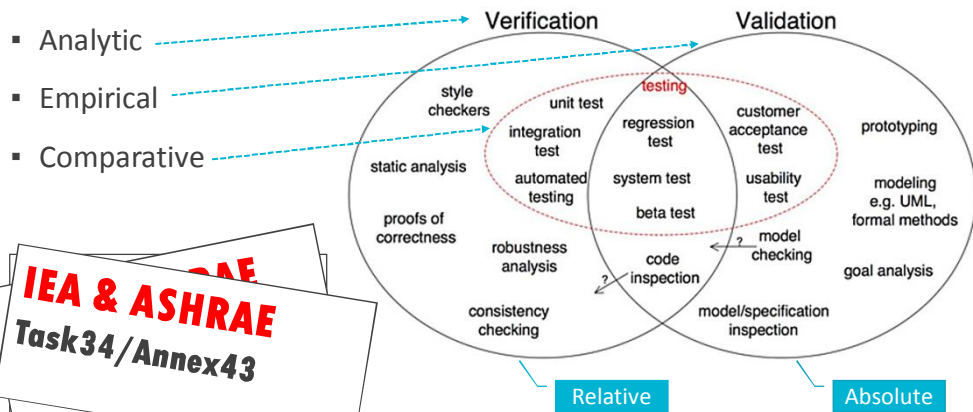 Verification
Validation
▪ Analytic
▪ Empirical
▪ Comparative
testing
style
checkers
unit test
integration
test
regression
test
customer
acceptance
test
prototyping
static analysis
automated
testing
system test
usability
test
modeling
e.g. UML,
formal methods
beta test
proofs of
correctness
robustness
analysis
?
model
checking
code
inspection
?
goal analysis
consistency
checking
model/specification
inspection
IEA & ASHRAE
Task34/Annex43
Relative
Absolute